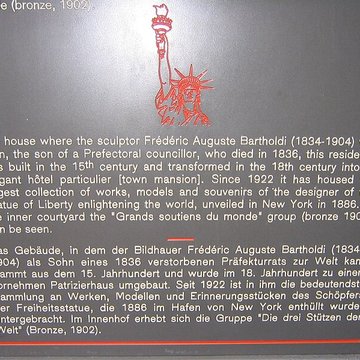 e (bronze, 1902).
house where the sculptor Frédéric Auguste Bartholdi (1834-1904)
n, the son of a Prefectoral councillor, who died in 1836, this reside
s built in the 15th century and transformed in the 18th century into
gant hôtel particulier [town mansion]. Since 1922 it has housed
gest collection of works, models and souvenirs of the designer of
atue of Liberty enlightening the world, unveiled in New York in 1886.
e inner courtyard the "Grands soutiens du monde" group (bronze 190
n be seen.
as Gebäude, in dem der Bildhauer Frédéric Auguste Bartholdi (1834
904) als Sohn eines 1836 verstorbenen Präfekturrats zur Welt kam
ammt aus dem 15. Jahrhundert und wurde im 18. Jahrhundert zu einer
ornehmen Patrizierhaus umgebaut. Seit 1922 ist in ihm die bedeutendst
ammlung an Werken, Modellen und Erinnerungsstücken des Schöpfers
er Freiheitsstatue, die 1886 im Hafen von New York enthüllt wurde
ntergebracht. Im Innenhof erhebt sich die Gruppe "Die drei Stützen der
Welt" (Bronze, 1902).